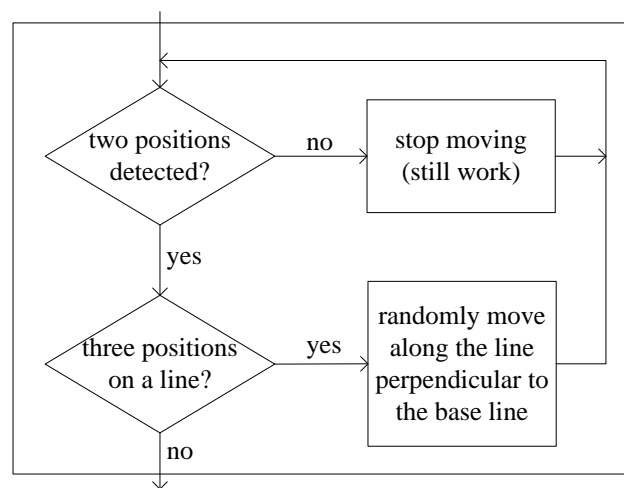 two positions
detected?
no
stop moving
(still work)
yes
three positions
on a line?
yes
randomly move
along the line
perpendicular to
the base line
no